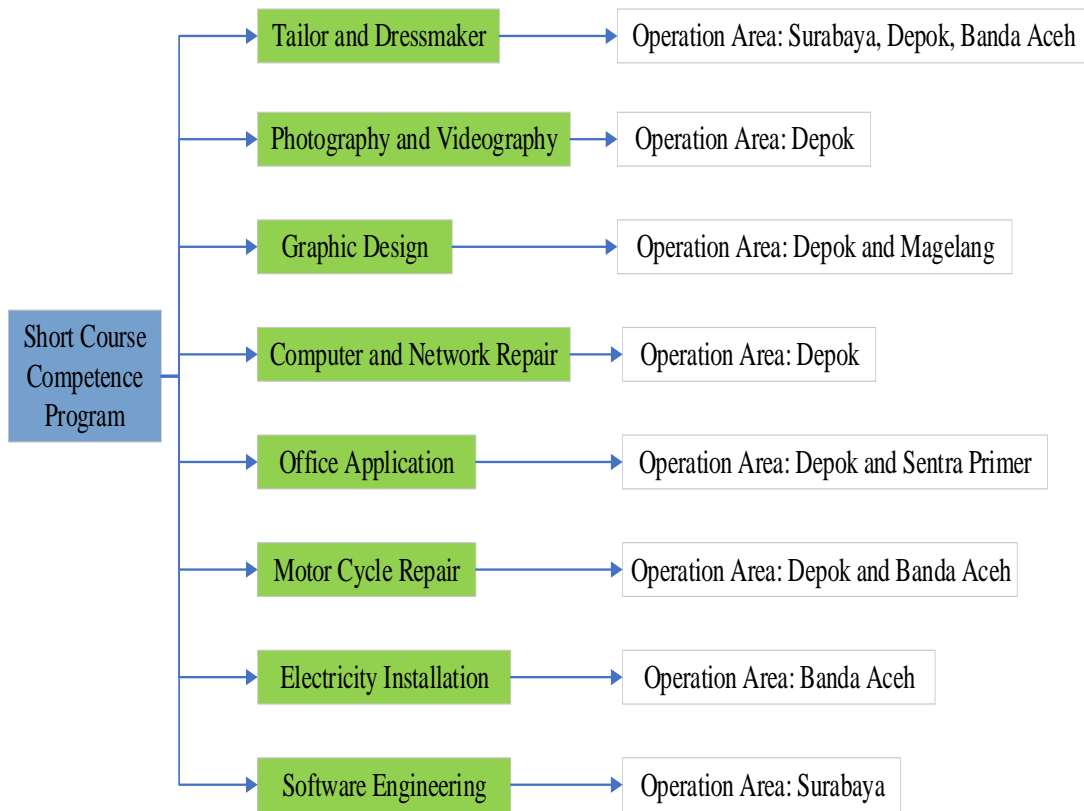 Tailor and Dressmaker
Operation Area: Surabaya, Depok, Banda Aceh
Photography and Videography
Operation Area: Depok
Graphic Design
Operation Area: Depok and Magelang
Short Course
Competence
Program
Computer and Network Repair
Operation Area: Depok
Office Application
Operation Area: Depok and Sentra Primer
Motor Cycle Repair
Operation Area: Depok and Banda Aceh
Electricity Installation
Operation Area: Banda Aceh
Software Engineering
Operation Area: Surabaya